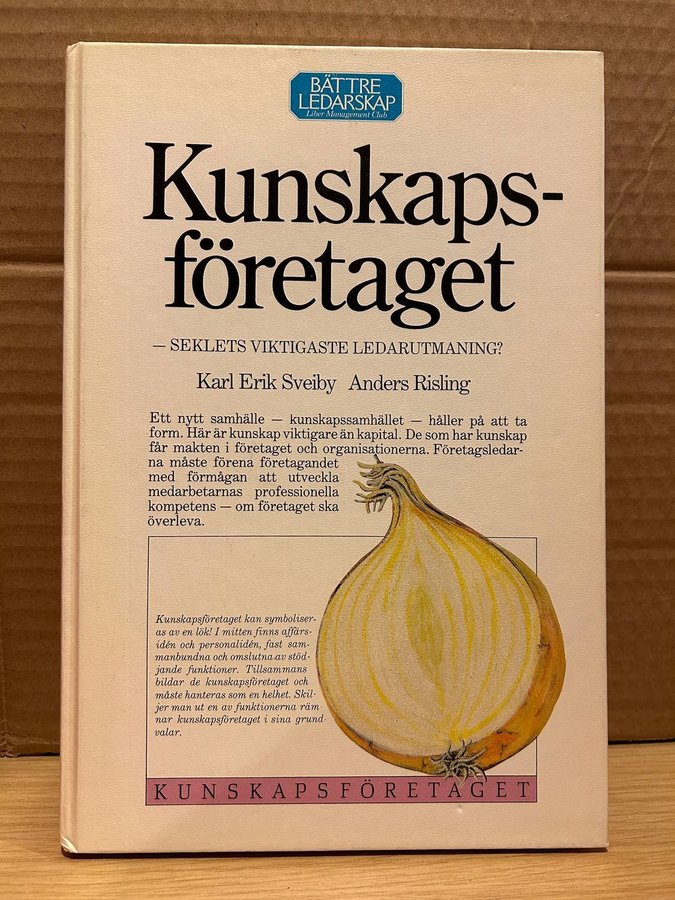 BÄTTRE
LEDARSKAP
Liber Management Club
Kunskaps-
företaget
— SEKLETS VIKTIGASTE LEDARUTMANING?
Karl Erik Sveiby Anders Risling
Ett nytt samhälle — kunskapssamhället — håller på att ta
form. Här är kunskap viktigare än kapital. De som har kunskap
får makten i företaget och organisationerna. Företagsledar-
na måste förena företagandet
med förmågan att utveckla
medarbetarnas professionella
kompetens — om företaget ska
överleva.
Kunskapsföretaget kan symboliser-
as av en lök! I mitten finns affärs-
idén och personalidén, fast sam-
manbundna och omslutna av stöd-
jande funktioner. Tillsammans
bildar de kunskapsföretaget och
måste hanteras som en helhet. Skil-
jer man ut en av funktionerna räm-
nar kunskapsföretaget i sina grund-
valar.
KUNSKAPSFÖRETAGET